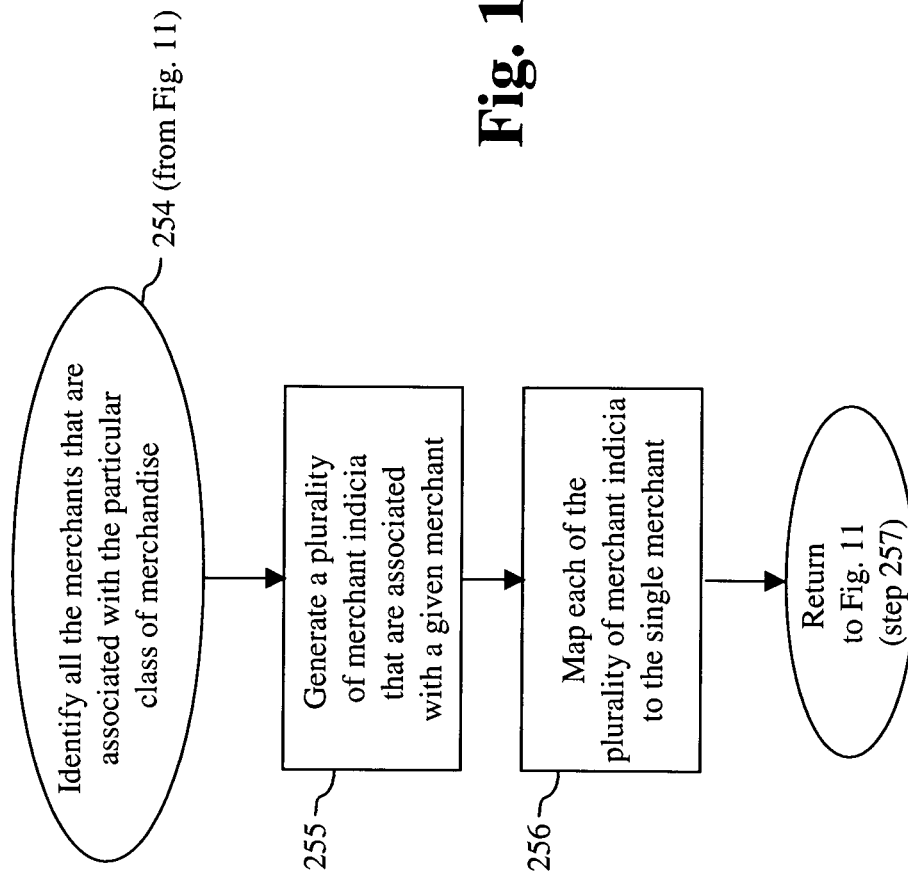 Identify all the merchants that are
associated with the particular
class of merchandise
254 (from Fig. 11)
Generate a plurality
of merchant indicia
that are associated
with a given merchant
255
Map each of the
plurality of merchant indicia
to the single merchant
256
Return
to Fig. 11
(step 257)
Fig. 1